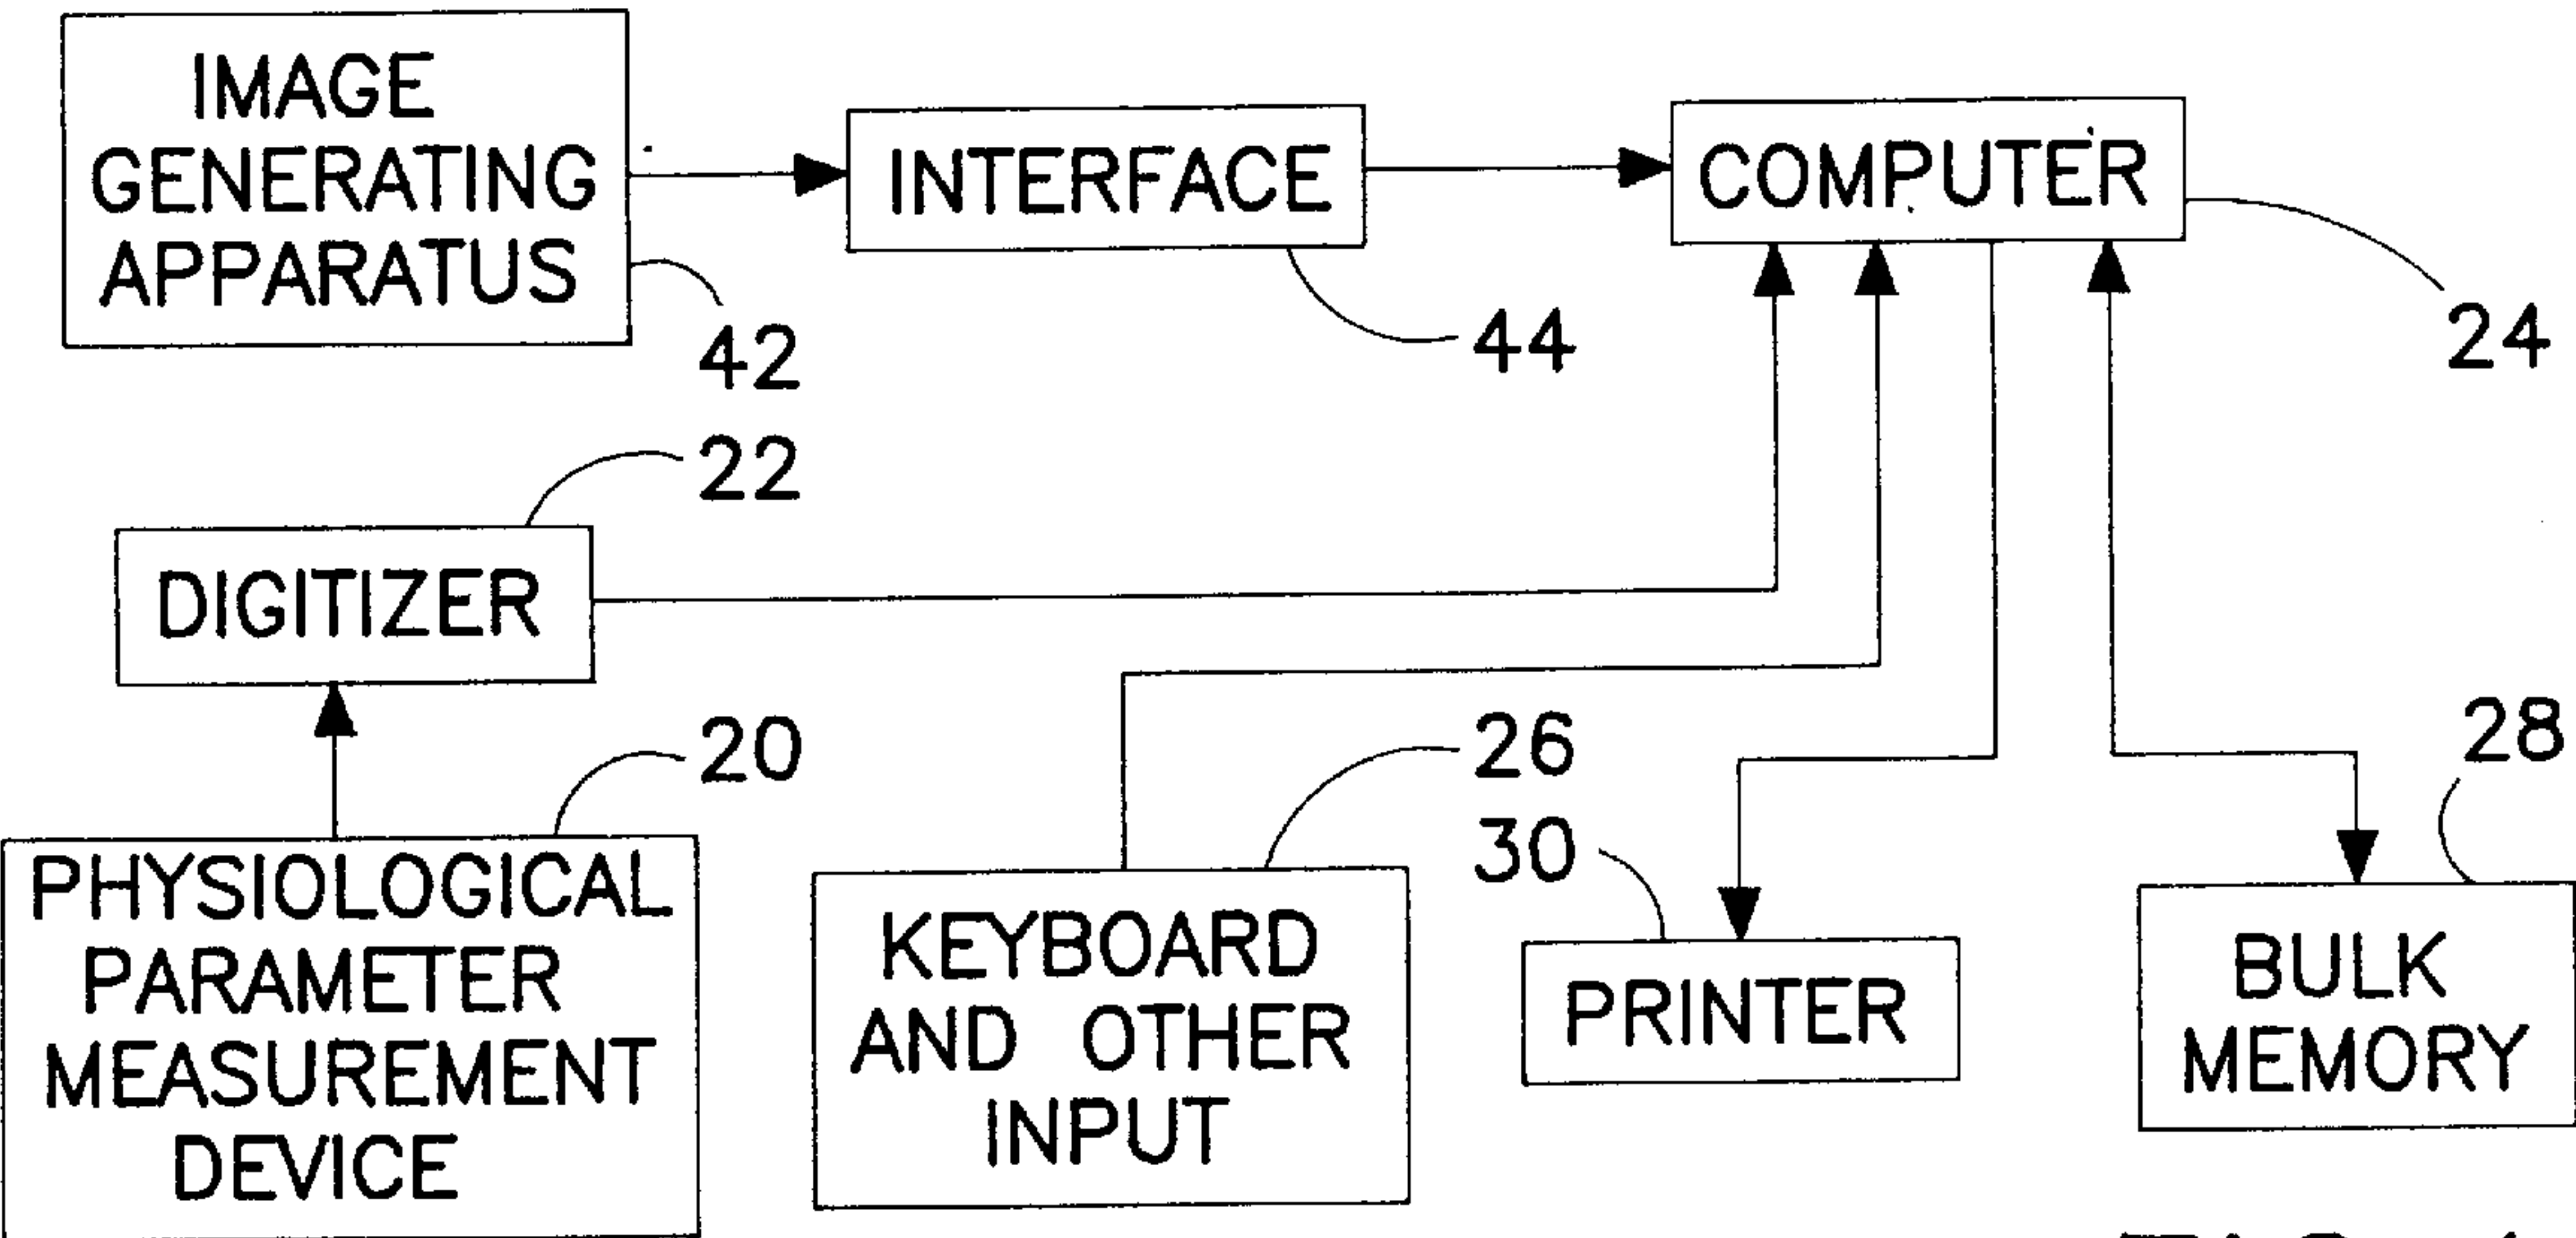 IMAGE
GENERATING
APPARATUS
42
INTERFACE
44
COMPUTER
24
DIGITIZER
22
PHYSIOLOGICAL
PARAMETER
MEASUREMENT
DEVICE
20
KEYBOARD
AND OTHER
INPUT
26
PRINTER
30
BULK
MEMORY
28